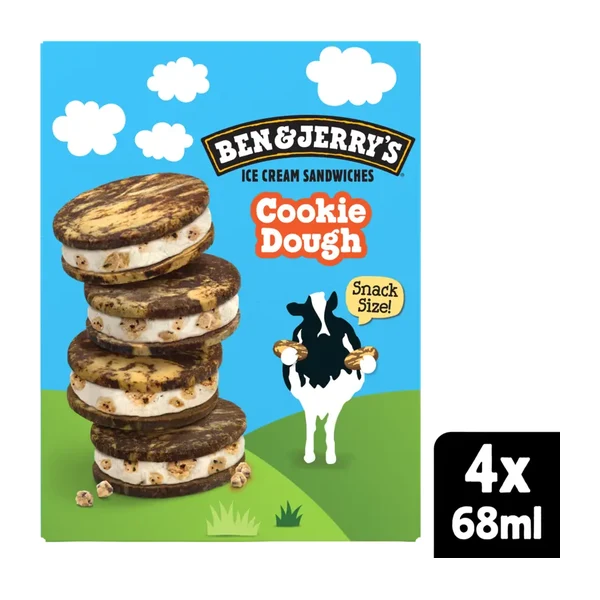 BEN & JERRY'S
ICE CREAM SANDWICHES
Cookie
Dough
Snack
Size!
4x
68ml